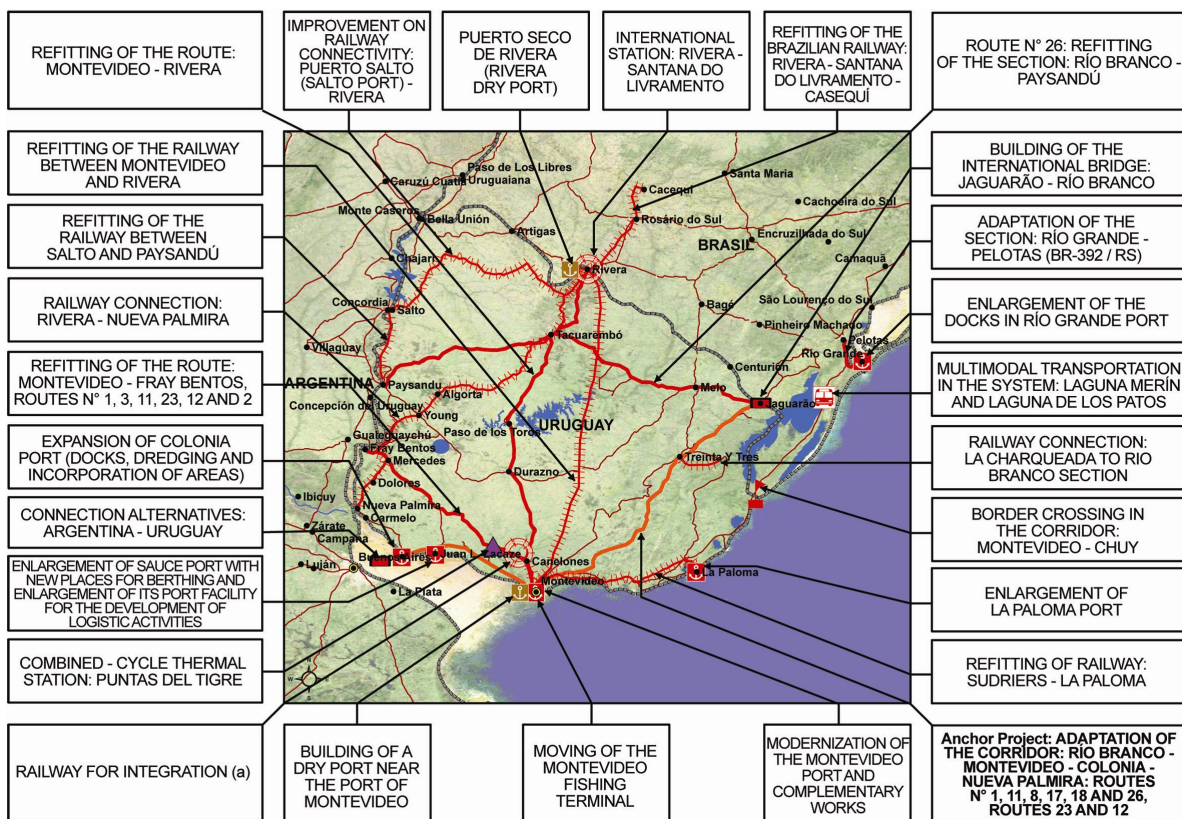 REFITTING OF THE ROUTE:
MONTEVIDEO - RIVERA
IMPROVEMENT ON
RAILWAY
CONNECTIVITY:
PUERTO SALTO
(SALTO PORT) -
RIVERA
PUERTO SECO
DE RIVERA
(RIVERA
DRY PORT)
INTERNATIONAL
STATION: RIVERA -
SANTANA DO
LIVRAMENTO
REFITTING OF THE
BRAZILIAN RAILWAY:
RIVERA - SANTANA
DO LIVRAMENTO -
CASEQUÍ
ROUTE N° 26: REFITTING
OF THE SECTION: RÍO BRANCO -
PAYSANDÚ
REFITTING OF THE RAILWAY
BETWEEN MONTEVIDEO
AND RIVERA
REFITTING OF THE
RAILWAY BETWEEN
SALTO AND PAYSANDÚ
RAILWAY CONNECTION:
RIVERA - NUEVA PALMIRA
REFITTING OF THE ROUTE:
MONTEVIDEO - FRAY BENTOS,
ROUTES N° 1, 3, 11, 23, 12 AND 2
EXPANSION OF COLONIA
PORT (DOCKS, DREDGING AND
INCORPORATION OF AREAS)
CONNECTION ALTERNATIVES:
ARGENTINA - URUGUAY
ENLARGEMENT OF SAUCE PORT WITH
NEW PLACES FOR BERTHING AND
ENLARGEMENT OF ITS PORT FACILITY
FOR THE DEVELOPMENT OF
LOGISTIC ACTIVITIES
COMBINED - CYCLE THERMAL
STATION: PUNTAS DEL TIGRE
RAILWAY FOR INTEGRATION (a)
Paso de Los Libres
Curuzú Cuatiá
Uruguaiana
Santa Maria
Cacequi
Monte Caseros
Bella Unión
Cachoeira do Sul
Rosário do Sul
Artigas
Encruzilhada do Sul
BRASIL
Chajarí
Camaquã
Rivera
Concordia
Salto
Bagé
São Lourenço do Sul
Pinheiro Machado
Villaguay
Tacuarembó
Pelotas
Rio Grande
Centurión
ARGENTINA
Paysandu
Melo
Algorta
Concepción del Uruguay
Young
Jaguarão
Paso de los Toros
URUGUAY
Gualeguaychú
Fray Bentos
Mercedes
Treinta Y Tres
Durazno
Dolores
Ibicuy
Nueva Palmira
Carmelo
Zárate
Campana
Buenos Aires
Juan L. Lacaze
Canelones
Luján
La Paloma
Montevideo
La Plata
N
W
E
S
BUILDING OF THE
INTERNATIONAL BRIDGE:
JAGUARÃO - RÍO BRANCO
ADAPTATION OF THE
SECTION: RÍO GRANDE -
PELOTAS (BR-392 / RS)
ENLARGEMENT OF THE
DOCKS IN RÍO GRANDE PORT
MULTIMODAL TRANSPORTATION
IN THE SYSTEM: LAGUNA MERÍN
AND LAGUNA DE LOS PATOS
RAILWAY CONNECTION:
LA CHARQUEADA TO RIO
BRANCO SECTION
BORDER CROSSING IN
THE CORRIDOR:
MONTEVIDEO - CHUY
ENLARGEMENT OF
LA PALOMA PORT
REFITTING OF RAILWAY:
SUDRIERS - LA PALOMA
BUILDING OF A
DRY PORT NEAR
THE PORT OF
MONTEVIDEO
MOVING OF THE
MONTEVIDEO
FISHING
TERMINAL
MODERNIZATION OF
THE MONTEVIDEO
PORT AND
COMPLEMENTARY
WORKS
Anchor Project: ADAPTATION OF
THE CORRIDOR: RÍO BRANCO -
MONTEVIDEO - COLONIA -
NUEVA PALMIRA: ROUTES
N° 1, 11, 8, 17, 18 AND 26,
ROUTES 23 AND 12